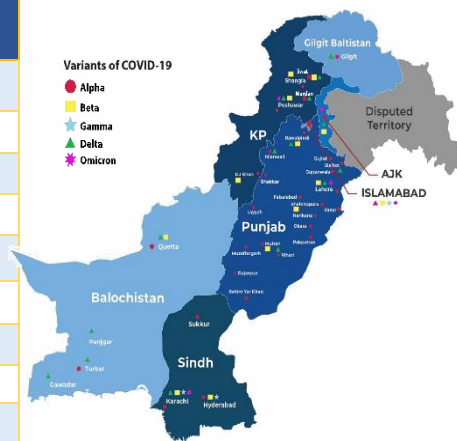 Gilgit Baltistan
Gilgit
Variants of COVID-19
Alpha
Beta
Gamma
Delta
Omicron
Swat
Shangla
Mardan
Peshawar
Disputed
Territory
KP
Rawalpindi
AJK
ISLAMABAD
Mianwali
Gujrat
Sialkot
Gujranwala
Lahore
DI Khan
Bhakkar
Faisalabad
Sheikhupura
Nankana
Kasur
Layyah
Okara
Punjab
Pakpattan
Multan
Muzaffargarh
Vihari
Quetta
Rajanpur
Rahim Yar Khan
Balochistan
Sukkur
Panjgur
Turbat
Gawadar
Sindh
Karachi
Hyderabad